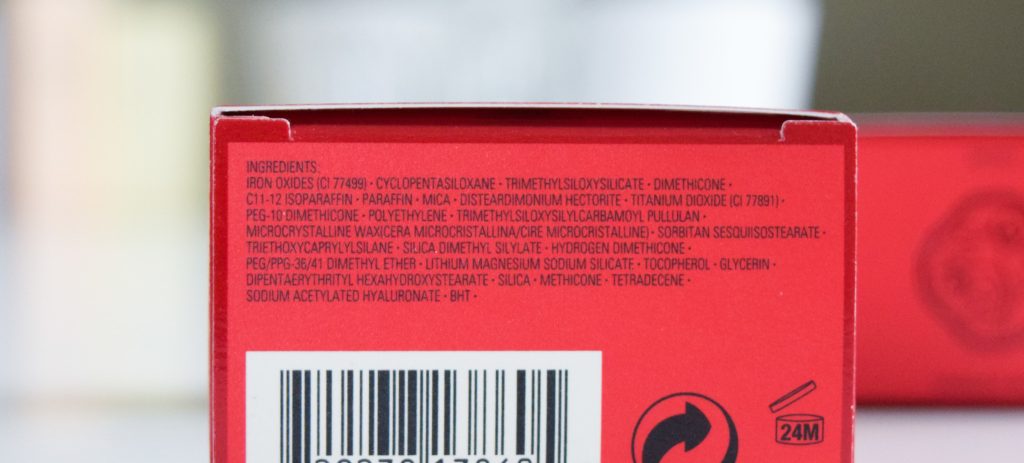 INGREDIENTS:
IRON OXIDES (CI 77499) · CYCLOPENTASILOXANE · TRIMETHYLSILOXYSILICATE · DIMETHICONE ·
C11-12 ISOPARAFFIN · PARAFFIN · MICA · DISTEARDIMONIUM HECTORITE · TITANIUM DIOXIDE (CI 77891) ·
PEG-10 DIMETHICONE · POLYETHYLENE · TRIMETHYLSILOXYSILYLCARBAMOYL PULLULAN ·
MICROCRYSTALLINE WAX(CERA MICROCRISTALLINA/CIRE MICROCRISTALLINE) · SORBITAN SESQUIISOSTEARATE ·
TRIETHOXYCAPRYLYLSILANE · SILICA DIMETHYL SILYLATE · HYDROGEN DIMETHICONE ·
PEG/PPG-36/41 DIMETHYL ETHER · LITHIUM MAGNESIUM SODIUM SILICATE · TOCOPHEROL · GLYCERIN ·
DIPENTAERYTHRITYL HEXAHYDROXYSTEARATE · SILICA · METHICONE · TETRADECENE ·
SODIUM ACETYLATED HYALURONATE · BHT ·
24M